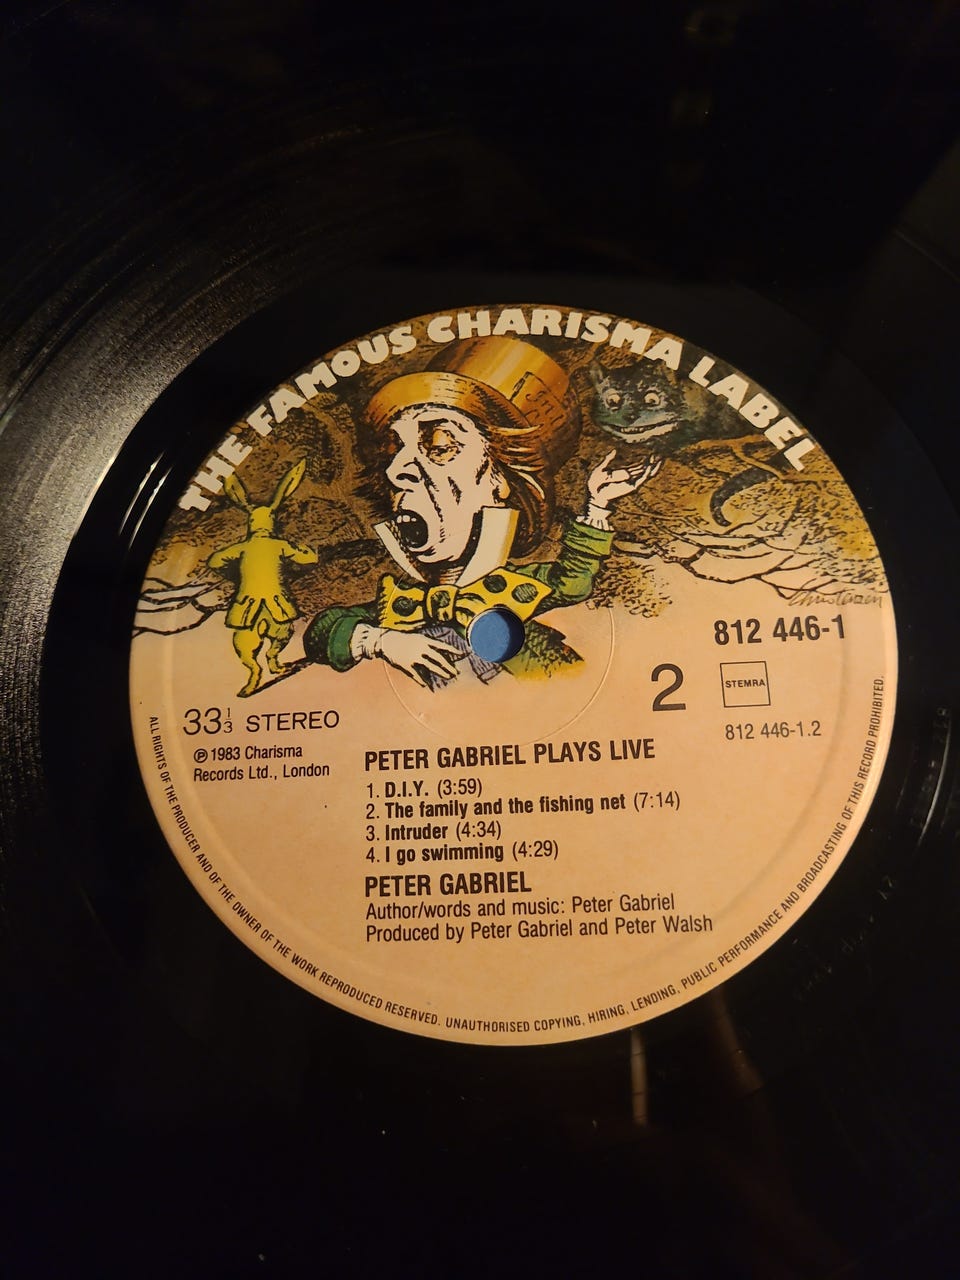 THE FAMOUS CHARISMA LABEL
812 446-1
2
STEMRA
33⅓ STEREO
812 446-1.2
℗ 1983 Charisma
Records Ltd., London
PETER GABRIEL PLAYS LIVE
1. D.I.Y. (3:59)
2. The family and the fishing net (7:14)
3. Intruder (4:34)
4. I go swimming (4:29)
PETER GABRIEL
Author/words and music: Peter Gabriel
Produced by Peter Gabriel and Peter Walsh
ALL RIGHTS OF THE PRODUCER AND OF THE OWNER OF THE WORK REPRODUCED RESERVED. UNAUTHORISED COPYING, HIRING, LENDING, PUBLIC PERFORMANCE AND BROADCASTING OF THIS RECORD PROHIBITED.